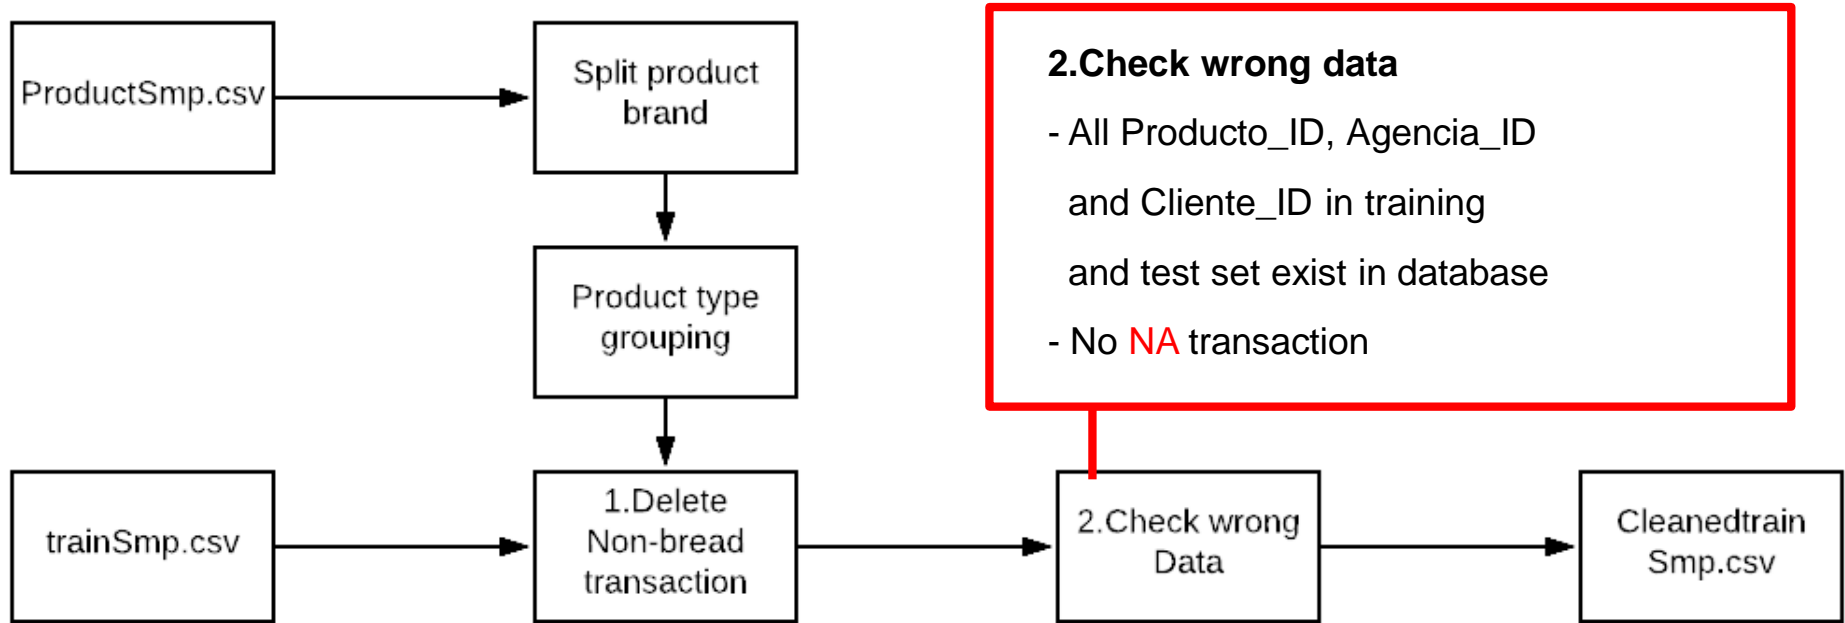 ProductSmp.csv
Split product
brand
2.Check wrong data
- All Producto_ID, Agencia_ID
and Cliente_ID in training
and test set exist in database
- No NA transaction
Product type
grouping
trainSmp.csv
1.Delete
Non-bread
transaction
2.Check wrong
Data
Cleanedtrain
Smp.csv